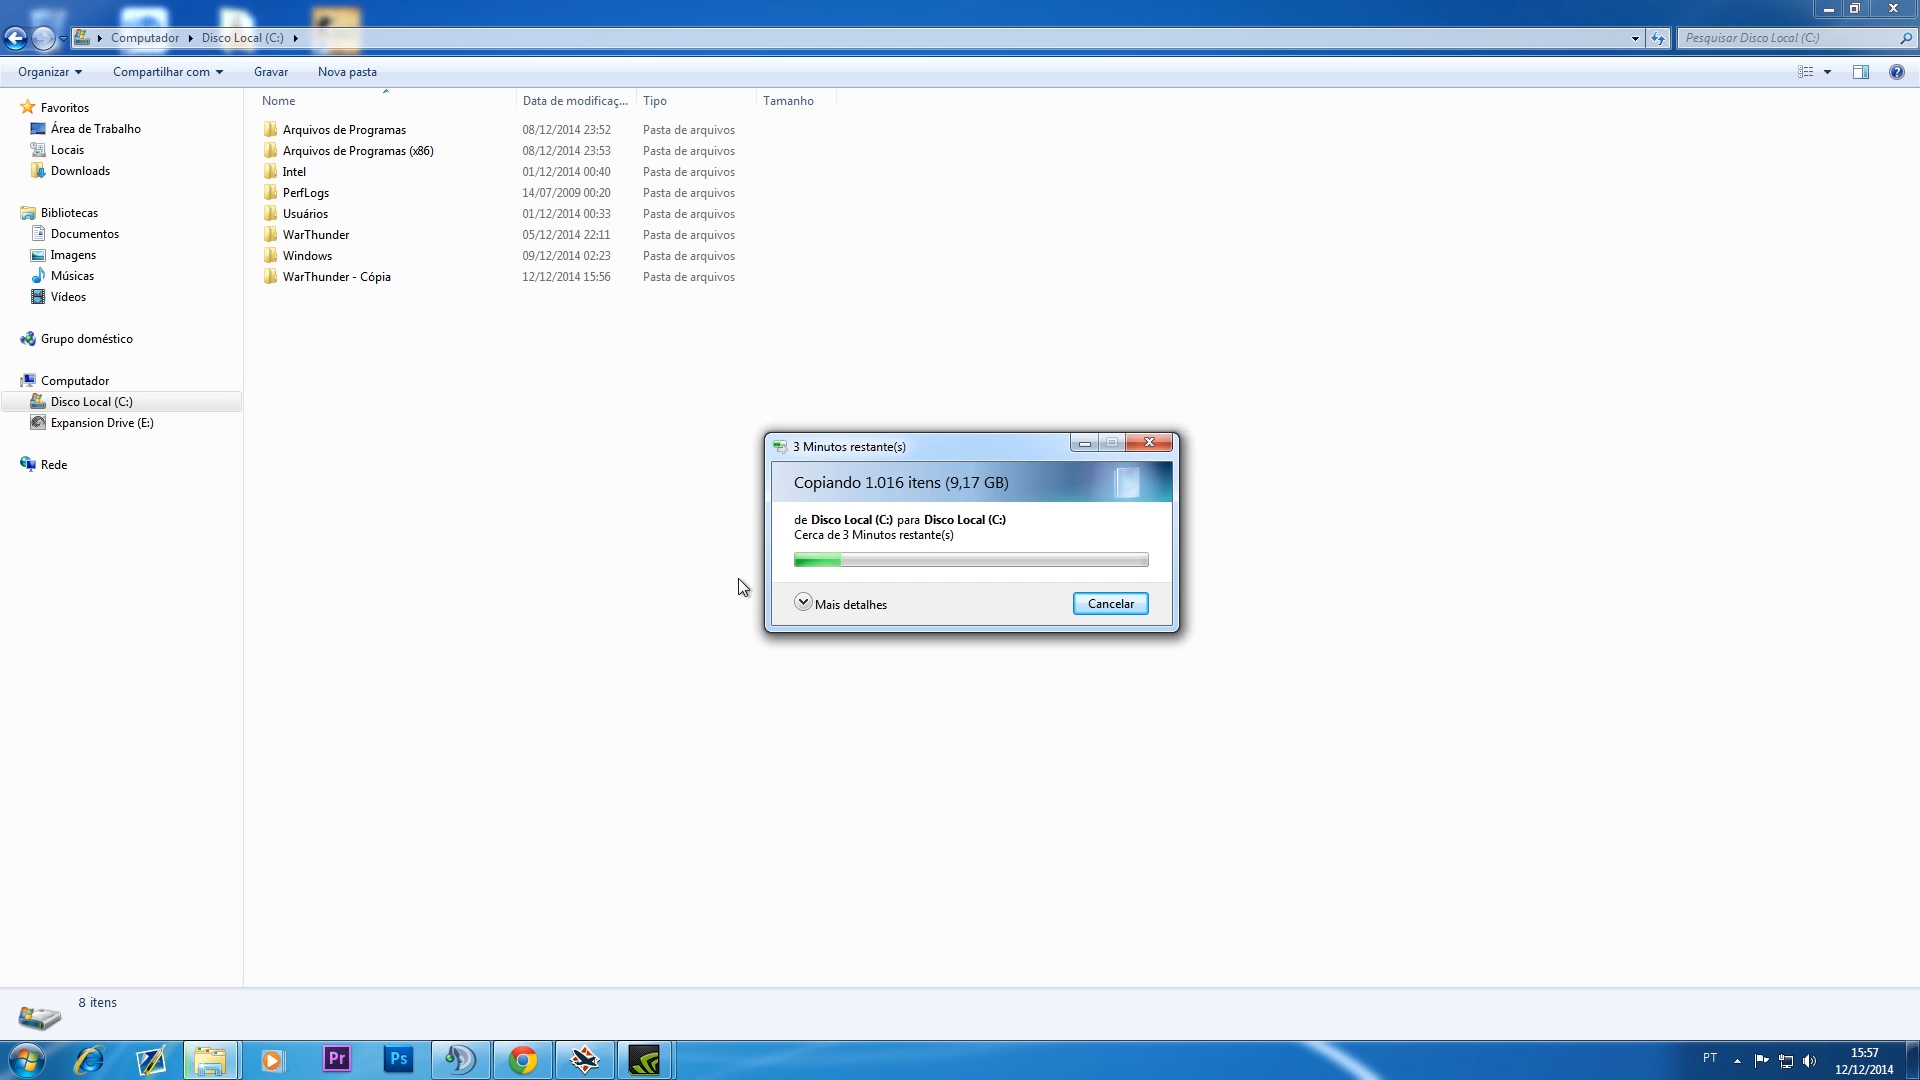 Computador Disco Local (C:)
Pesquisar Disco Local (C:)
Organizar Compartilhar com Gravar Nova pasta
Nome Data de modificaç... Tipo Tamanho
Favoritos
Área de Trabalho
Locais
Downloads
Bibliotecas
Documentos
Imagens
Músicas
Vídeos
Grupo doméstico
Computador
Disco Local (C:)
Expansion Drive (E:)
Rede
Arquivos de Programas 08/12/2014 23:52 Pasta de arquivos
Arquivos de Programas (x86) 08/12/2014 23:53 Pasta de arquivos
Intel 01/12/2014 00:40 Pasta de arquivos
PerfLogs 14/07/2009 00:20 Pasta de arquivos
Usuários 01/12/2014 00:33 Pasta de arquivos
WarThunder 05/12/2014 22:11 Pasta de arquivos
Windows 09/12/2014 02:23 Pasta de arquivos
WarThunder - Cópia 12/12/2014 15:56 Pasta de arquivos
3 Minutos restante(s)
Copiando 1.016 itens (9,17 GB)
de Disco Local (C:) para Disco Local (C:)
Cerca de 3 Minutos restante(s)
Mais detalhes Cancelar
8 itens
Pr Ps
PT
15:57
12/12/2014